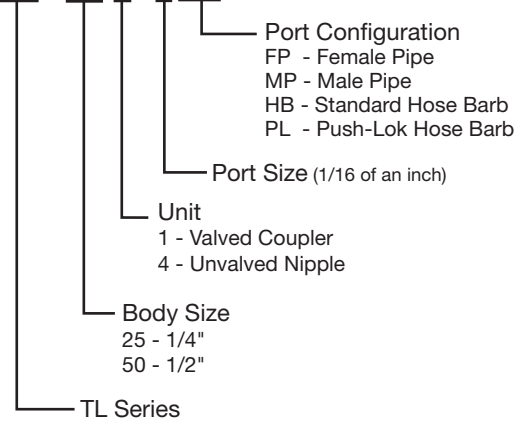 Port Configuration
FP - Female Pipe
MP - Male Pipe
HB - Standard Hose Barb
PL - Push-Lok Hose Barb
Port Size (1/16 of an inch)
Unit
1 - Valved Coupler
4 - Unvalved Nipple
Body Size
25 - 1/4"
50 - 1/2"
TL Series